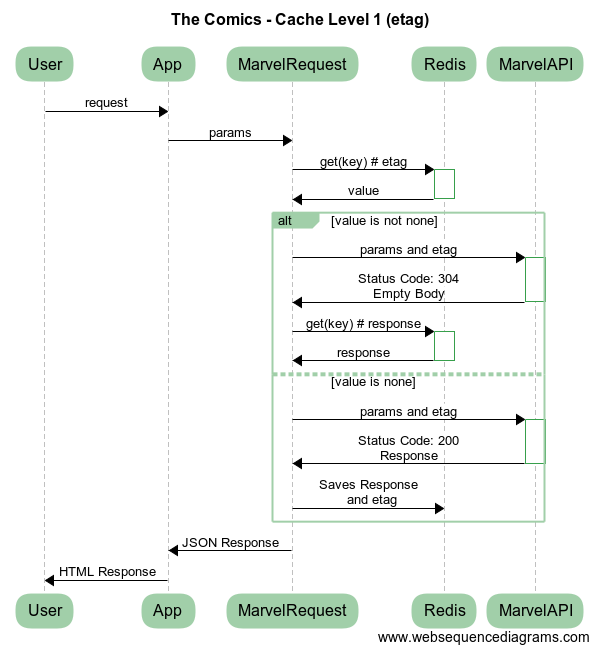 The Comics - Cache Level 1 (etag)
User
App
MarvelRequest
Redis
MarvelAPI
request
params
get(key) # etag
value
alt
[value is not none]
params and etag
Status Code: 304
Empty Body
get(key) # response
response
[value is none]
params and etag
Status Code: 200
Response
Saves Response
and etag
JSON Response
HTML Response
User
App
MarvelRequest
Redis
MarvelAPI
www.websequencediagrams.com